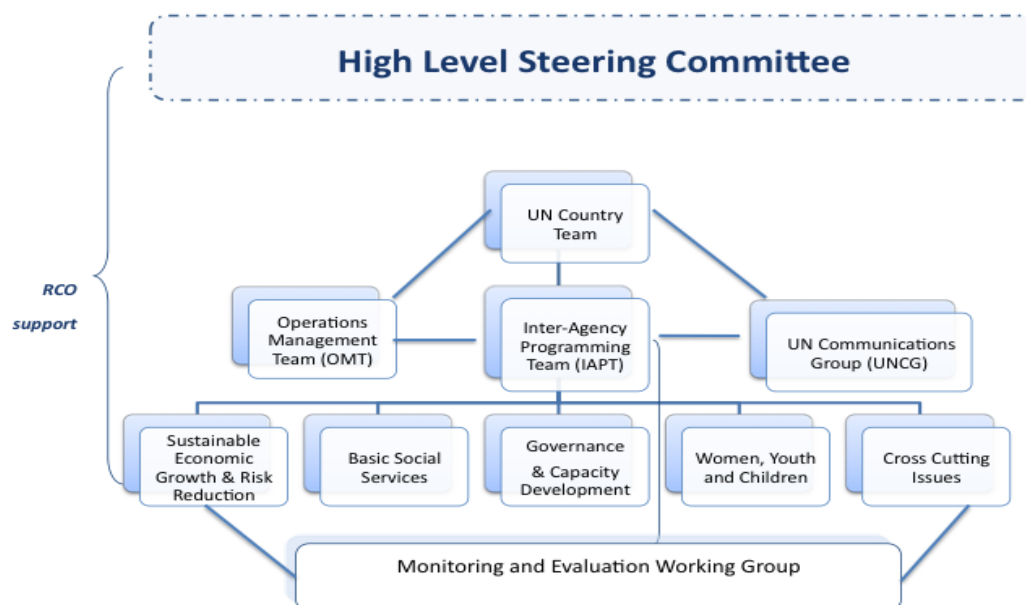 High Level Steering Committee
UN Country
Team
RCO
support
Operations
Management
Team (OMT)
Inter-Agency
Programming
Team (IAPT)
UN Communications
Group (UNCG)
Sustainable
Economic
Growth & Risk
Reduction
Basic Social
Services
Governance
& Capacity
Development
Women, Youth
and Children
Cross Cutting
Issues
Monitoring and Evaluation Working Group